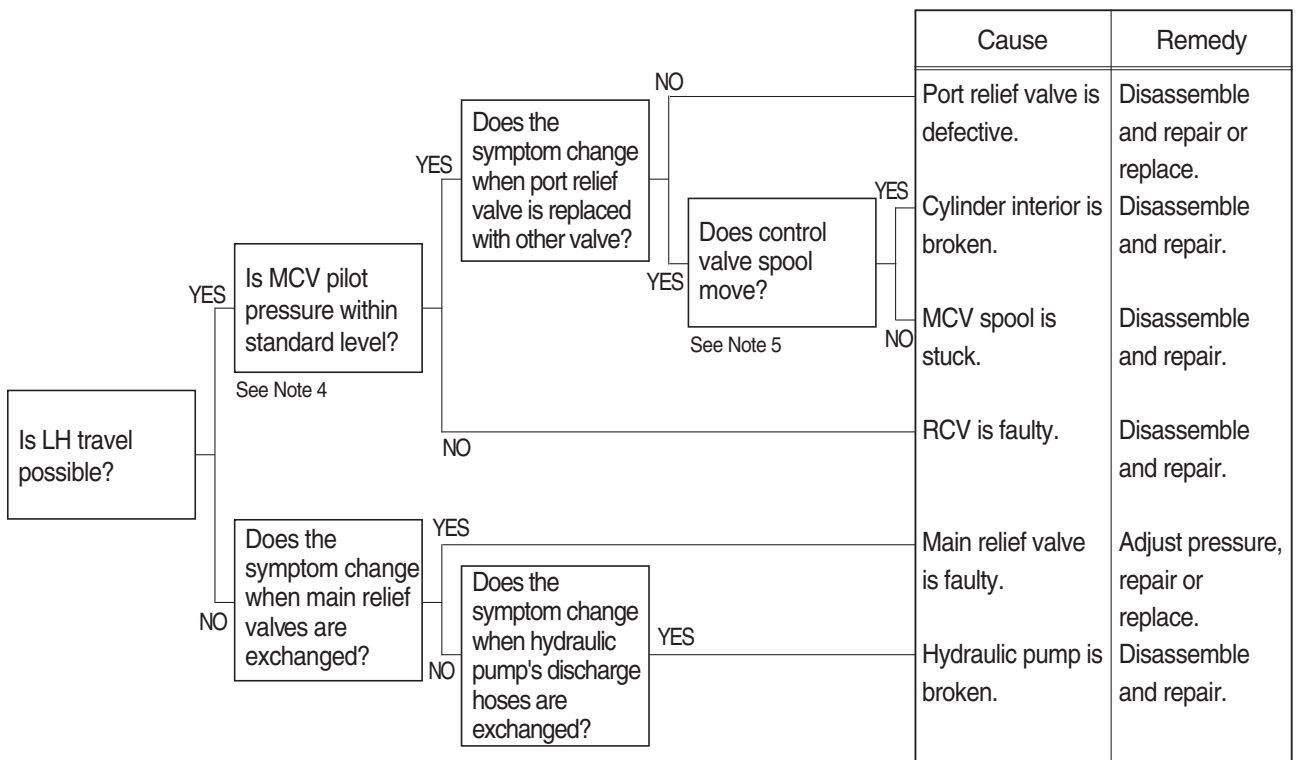 Cause
Remedy
NO
Port relief valve is
defective.
Disassemble
and repair or
replace.
Does the
symptom change
when port relief
valve is replaced
with other valve?
YES
YES
Cylinder interior is
broken.
Disassemble
and repair.
Does control
valve spool
move?
YES
See Note 5
NO
MCV spool is
stuck.
Disassemble
and repair.
Is MCV pilot
pressure within
standard level?
YES
See Note 4
NO
RCV is faulty.
Disassemble
and repair.
Is LH travel
possible?
Does the
symptom change
when main relief
valves are
exchanged?
NO
YES
Main relief valve
is faulty.
Adjust pressure,
repair or
replace.
Does the
symptom change
when hydraulic
pump's discharge
hoses are
exchanged?
NO
YES
Hydraulic pump is
broken.
Disassemble
and repair.